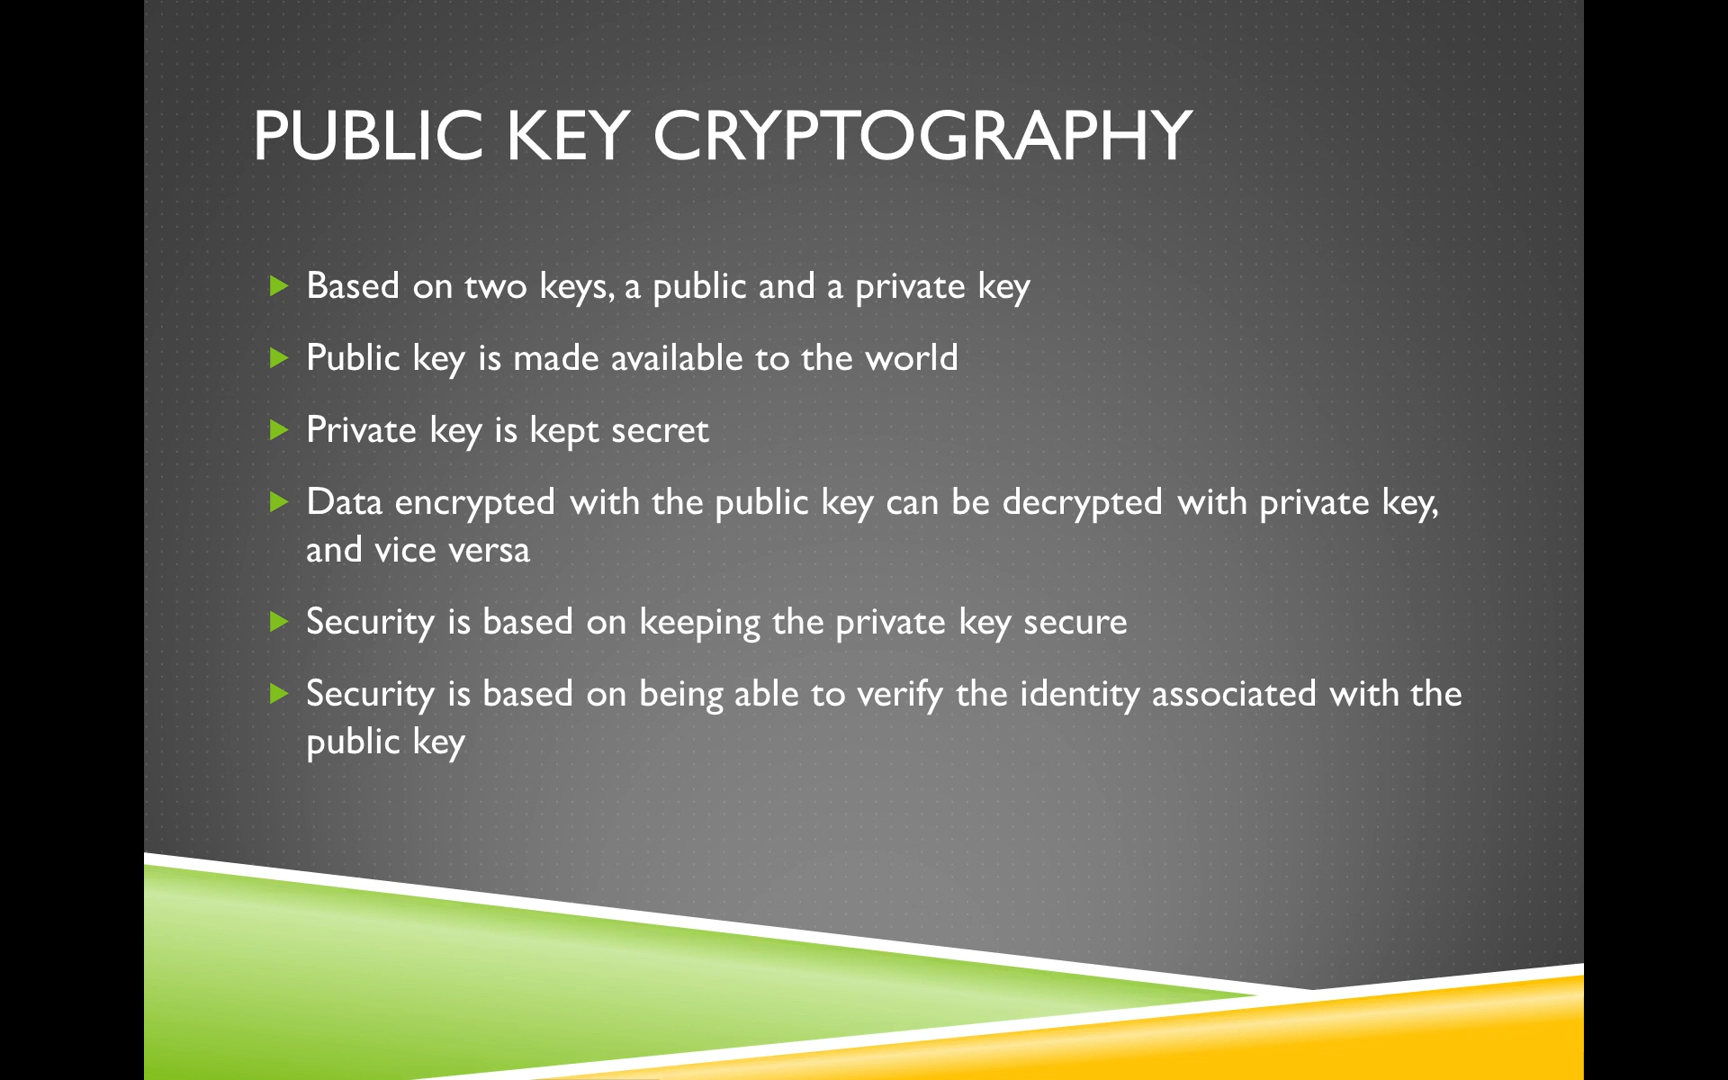 PUBLIC KEY CRYPTOGRAPHY
Based on two keys, a public and a private key
Public key is made available to the world
Private key is kept secret
Data encrypted with the public key can be decrypted with private key,
and vice versa
Security is based on keeping the private key secure
Security is based on being able to verify the identity associated with the
public key